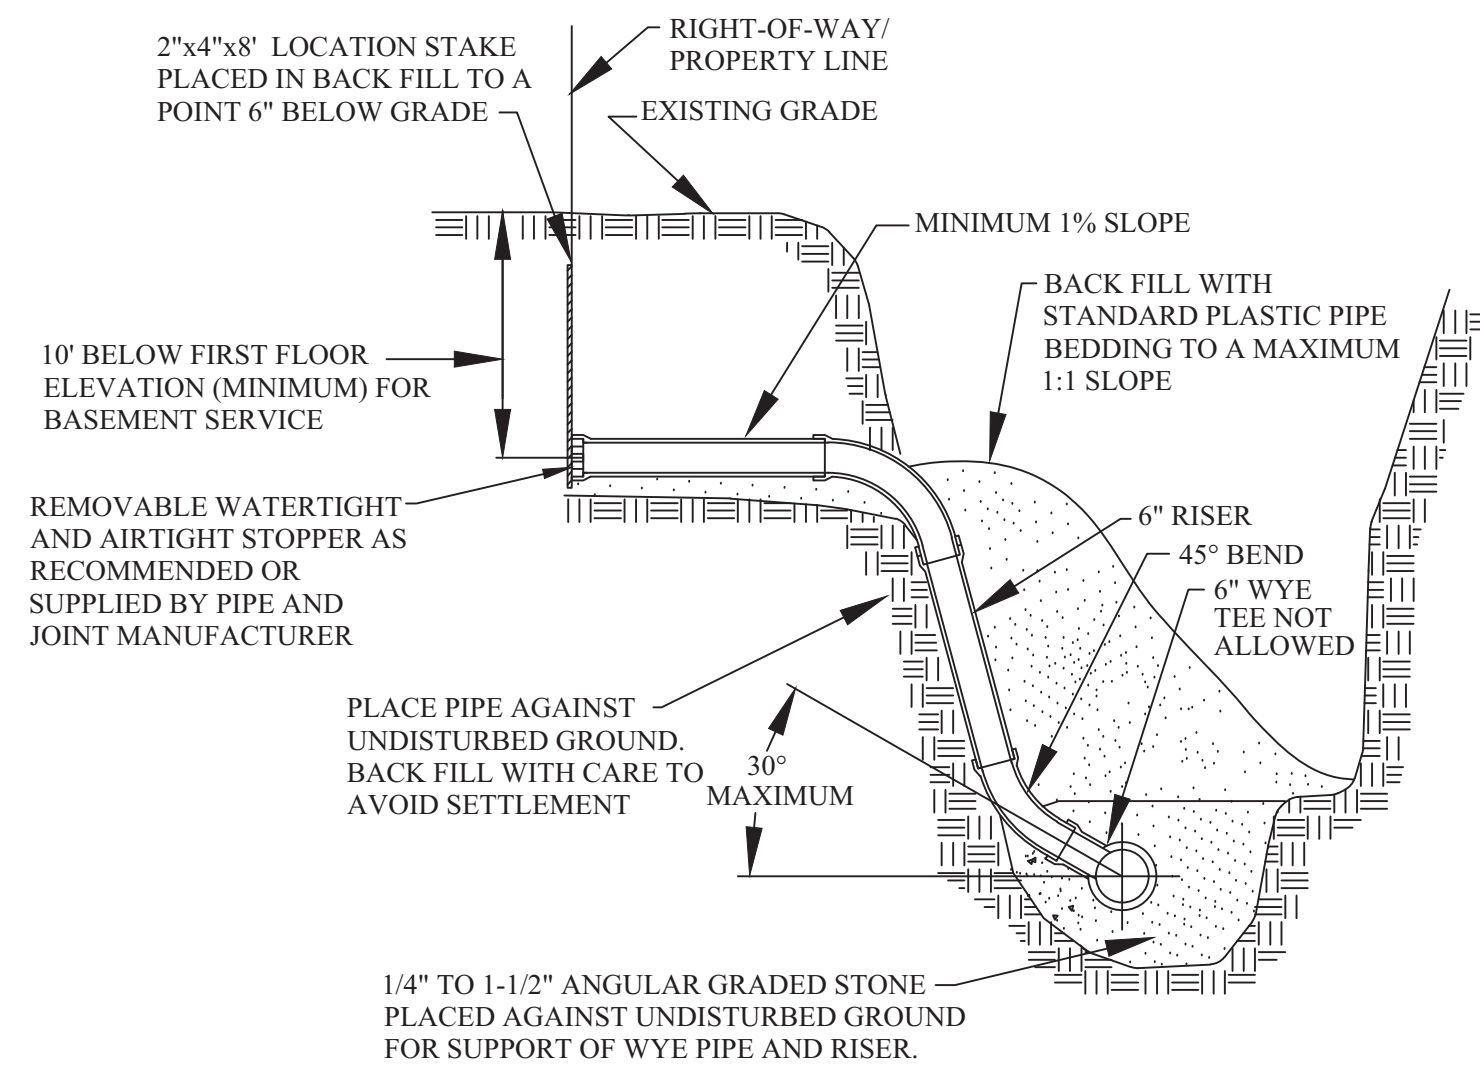 2"x4"x8' LOCATION STAKE
PLACED IN BACK FILL TO A
POINT 6" BELOW GRADE
RIGHT-OF-WAY/
PROPERTY LINE
EXISTING GRADE
MINIMUM 1% SLOPE
BACK FILL WITH
STANDARD PLASTIC PIPE
BEDDING TO A MAXIMUM
1:1 SLOPE
10' BELOW FIRST FLOOR
ELEVATION (MINIMUM) FOR
BASEMENT SERVICE
REMOVABLE WATERTIGHT
AND AIRTIGHT STOPPER AS
RECOMMENDED OR
SUPPLIED BY PIPE AND
JOINT MANUFACTURER
6" RISER
45° BEND
6" WYE
TEE NOT
ALLOWED
PLACE PIPE AGAINST
UNDISTURBED GROUND.
BACK FILL WITH CARE TO
AVOID SETTLEMENT
30°
MAXIMUM
1/4" TO 1-1/2" ANGULAR GRADED STONE
PLACED AGAINST UNDISTURBED GROUND
FOR SUPPORT OF WYE PIPE AND RISER.